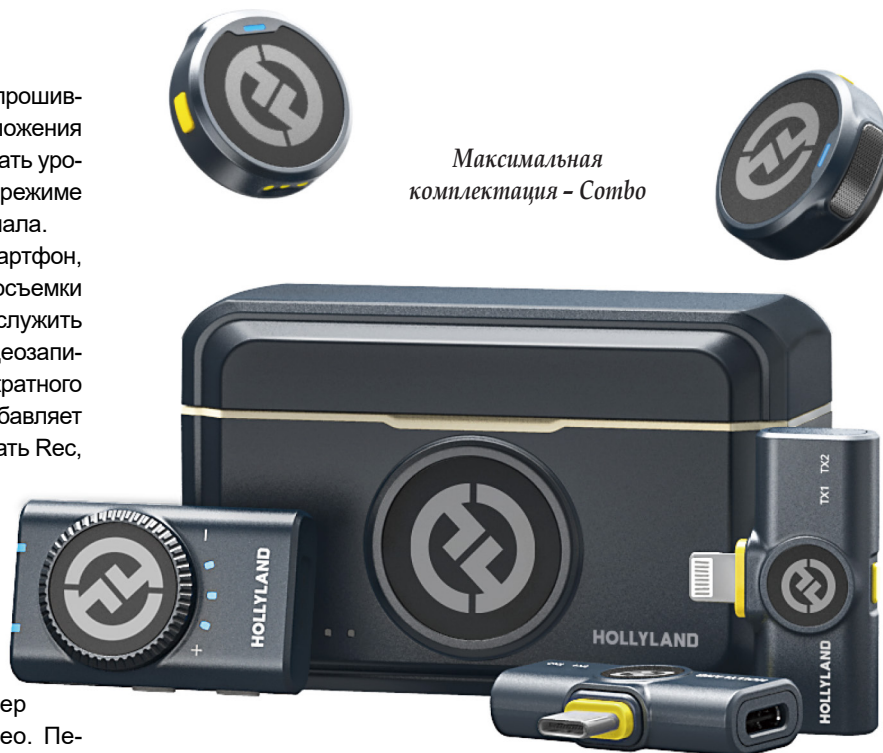 прошив-
ложения
ать уро-
режиме
нала.
артфон,
осъемки
служить
деозапи-
кратного
бавляет
ать Rec,
Максимальная
комплектация – Combo
TX1 TX2
HOLLYLAND
HOLLYLAND
HOLLYLAND
ер
ео. Пе-